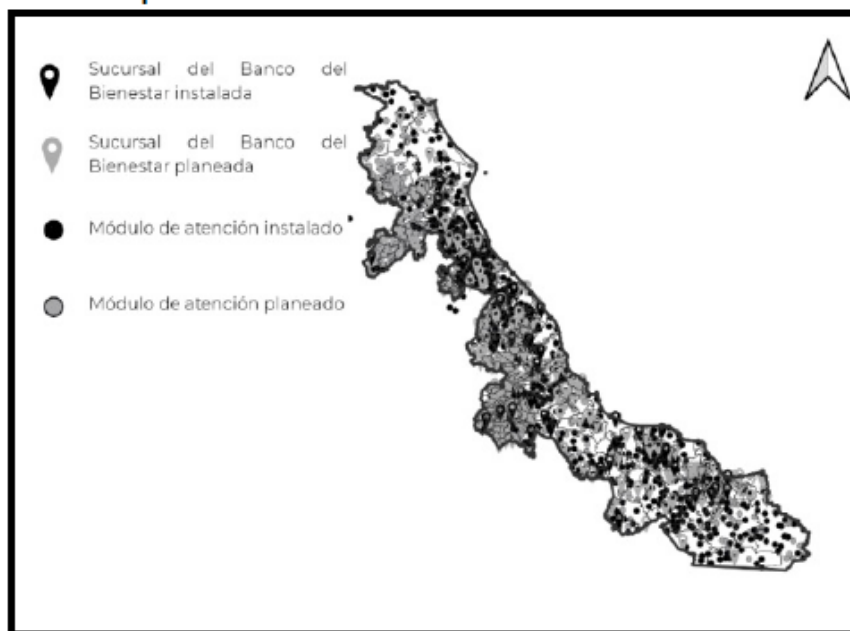 Sucursal del Banco del
Bienestar instalada
Sucursal del Banco del
Bienestar planeada
Módulo de atención instalado
Módulo de atención planeado